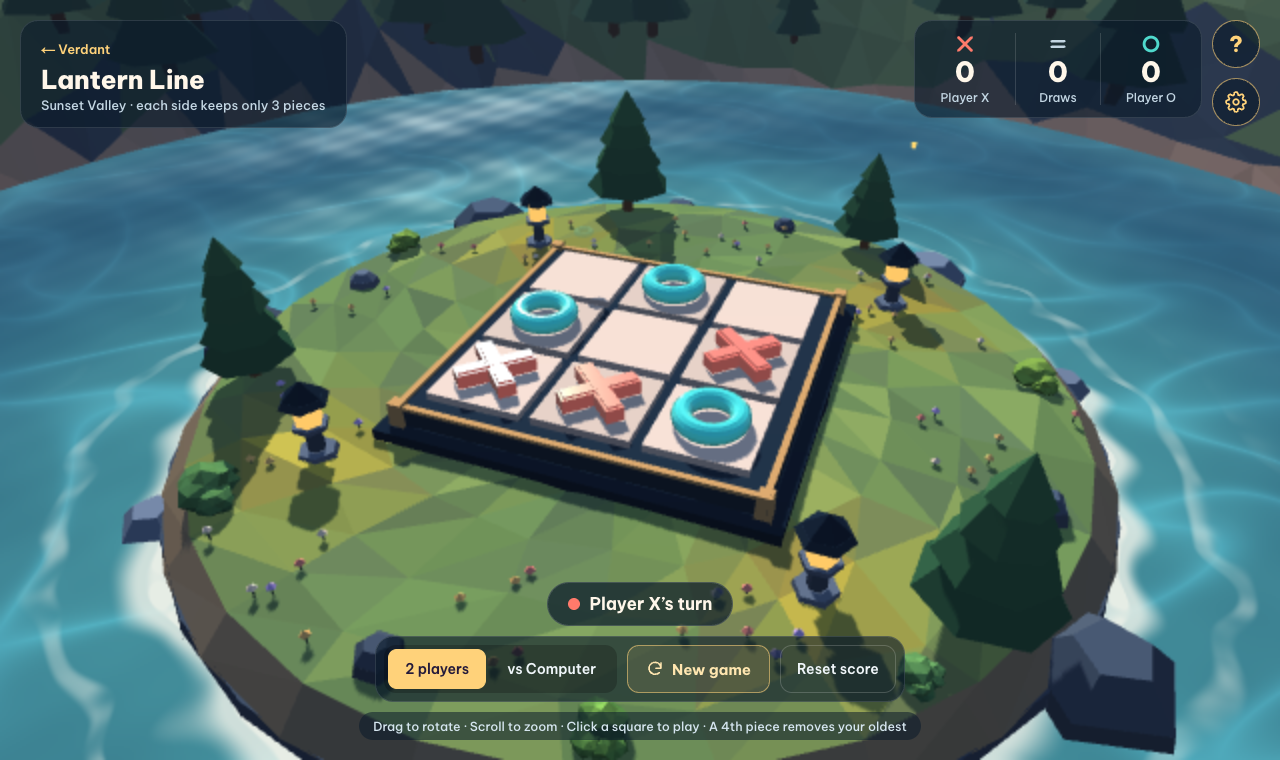 ← Verdant
Lantern Line
Sunset Valley · each side keeps only 3 pieces
0 0 0
Player X Draws Player O
?
Player X’s turn
2 players vs Computer New game Reset score
Drag to rotate · Scroll to zoom · Click a square to play · A 4th piece removes your oldest